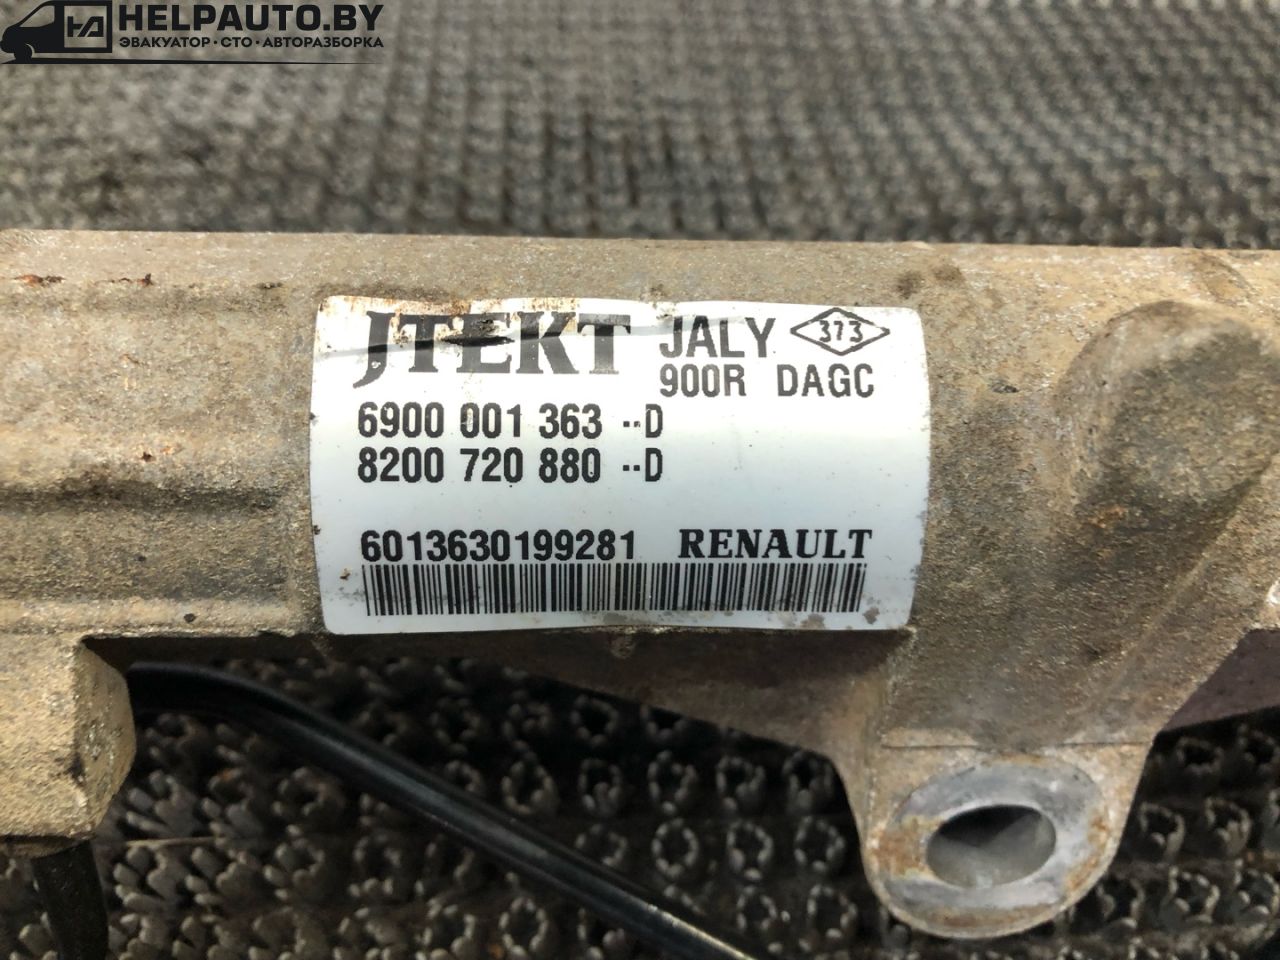 HELPAUTO.BY
ЭВАКУАТОР·СТО·АВТОРАЗБОРКА
JTEKT JALY 373
900R DAGC
6900 001 363 --D
8200 720 880 --D
6013630199281 RENAULT